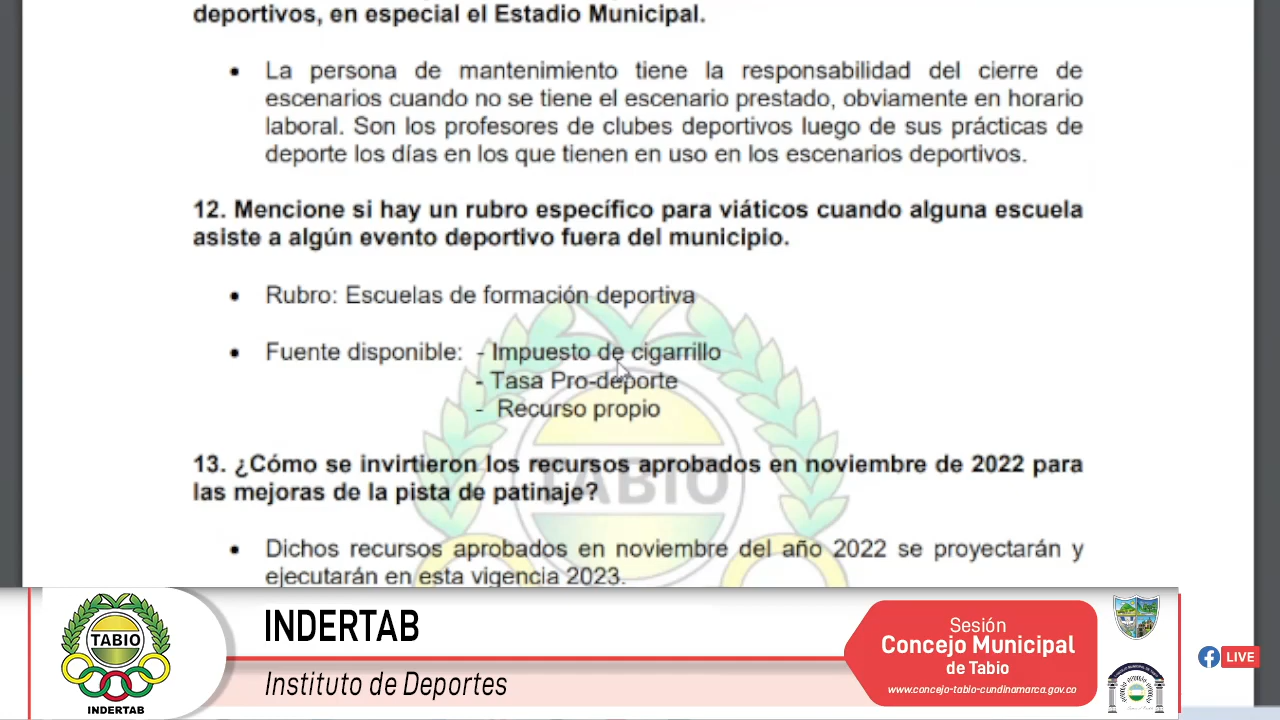 deportivos, en especial el Estadio Municipal.
• La persona de mantenimiento tiene la responsabilidad del cierre de
escenarios cuando no se tiene el escenario prestado, obviamente en horario
laboral. Son los profesores de clubes deportivos luego de sus prácticas de
deporte los días en los que tienen en uso en los escenarios deportivos.
12. Mencione si hay un rubro específico para viáticos cuando alguna escuela
asiste a algún evento deportivo fuera del municipio.
• Rubro: Escuelas de formación deportiva
• Fuente disponible: - Impuesto de cigarrillo
- Tasa Pro-deporte
- Recurso propio
13. ¿Cómo se invirtieron los recursos aprobados en noviembre de 2022 para
las mejoras de la pista de patinaje?
TABIO
• Dichos recursos aprobados en noviembre del año 2022 se proyectarán y
ejecutarán en esta vigencia 2023.
TABIO
INDERTAB
INDERTAB
Instituto de Deportes
Sesión
Concejo Municipal
de Tabio
www.concejo-tabio-cundinamarca.gov.co
LIVE